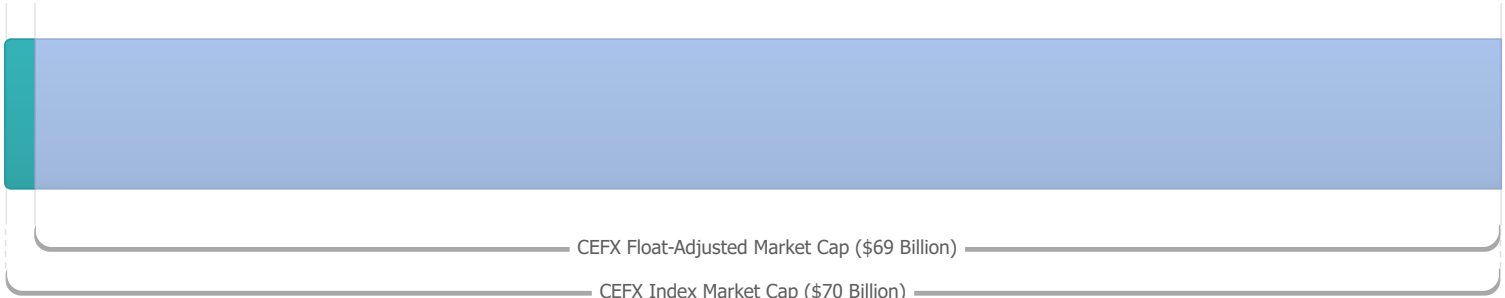 CEFX Float-Adjusted Market Cap ($69 Billion)
CEFX Index Market Cap ($70 Billion)